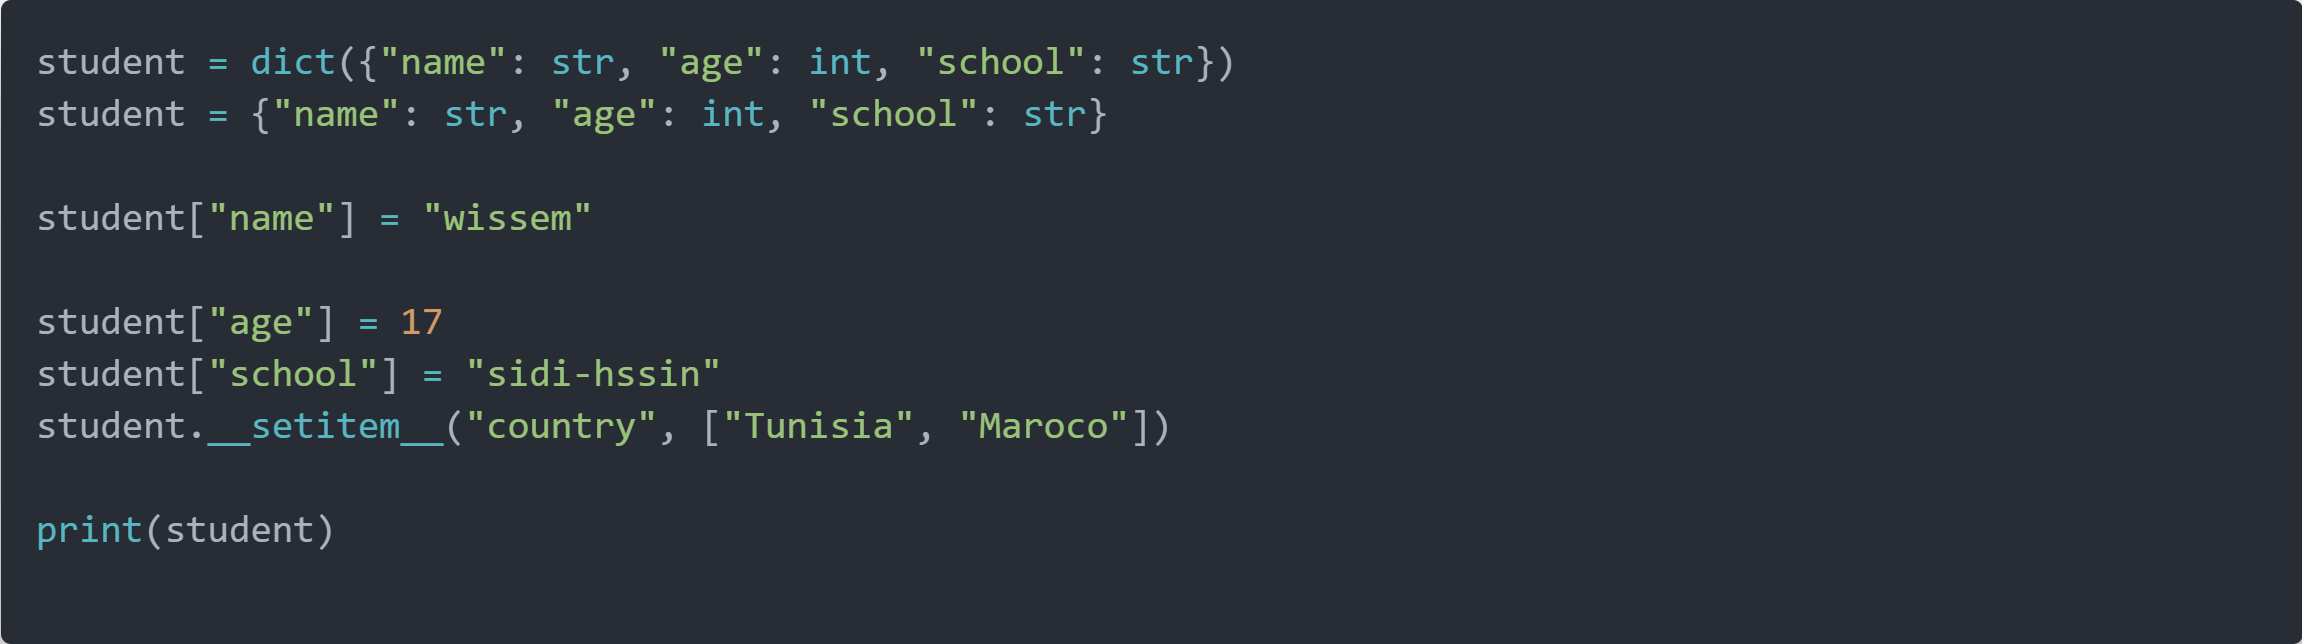 student = dict({"name": str, "age": int, "school": str})
student = {"name": str, "age": int, "school": str}
student["name"] = "wissem"
student["age"] = 17
student["school"] = "sidi-hssin"
student.__setitem__("country", ["Tunisia", "Maroco"])
print(student)